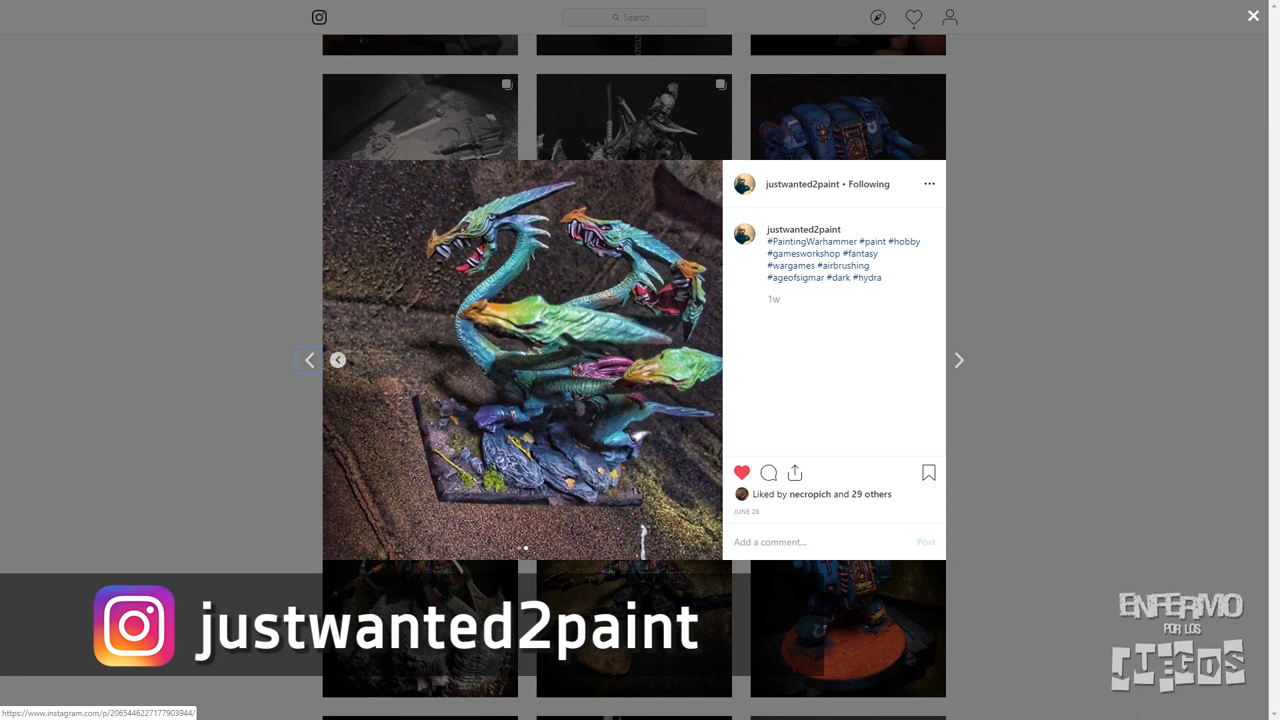 Search
justwanted2paint • Following
justwanted2paint
#PaintingWarhammer #paint #hobby
#gamesworkshop #fantasy
#wargames #airbrushing
#ageofsigmar #dark #hydra
1w
Liked by necropich and 29 others
JUNE 28
Add a comment... Post
justwanted2paint
ENFERMO
POR LOS
JUEGOS
https://www.instagram.com/p/2065446227177903944/